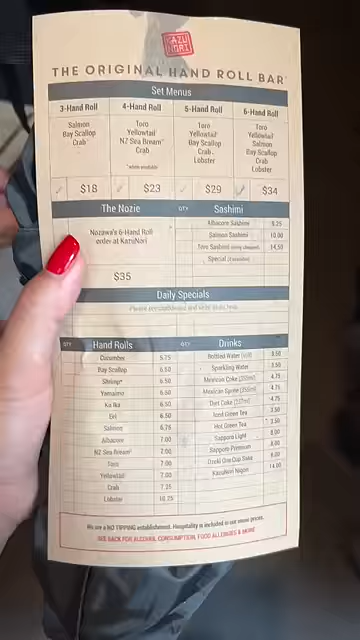 KAZU
NORI
THE ORIGINAL HAND ROLL BAR
Set Menus
3-Hand Roll 4-Hand Roll 5-Hand Roll 6-Hand Roll
Salmon Toro Toro Toro
Bay Scallop Yellowtail Yellowtail Yellowtail
Crab NZ Sea Bream Bay Scallop Salmon
Crab Crab Bay Scallop
*when available Lobster Crab
Lobster
$18 $23 $29 $34
The Nozie QTY Sashimi
Nozawa's 6-Hand Roll
order at KazuNori
$35
Albacore Sashimi 9.25
Salmon Sashimi 10.00
Toro Sashimi 14.50
Special
Daily Specials
QTY Hand Rolls QTY Drinks
Cucumber 5.75
Bay Scallop 6.50
Shrimp 6.50
Yamaimo 6.50
Ku Ika 6.50
Eel 6.50
Salmon 6.75
Albacore 7.00
NZ Sea Bream 7.00
Toro 7.00
Yellowtail 7.00
Crab 7.25
Lobster 10.25
Bottled Water 3.50
Sparkling Water 3.50
Mexican Coke (355ml) 4.75
Mexican Sprite (355ml) 4.75
Diet Coke 4.75
Iced Green Tea 3.50
Hot Green Tea 3.50
Sapporo Light 8.00
Sapporo Premium 8.00
Ozeki One Cup Sake
KazuNori Nigori 14.00
We are a NO TIPPING establishment. Hospitality is included in our menu prices.
SEE BACK FOR ALCOHOL CONSUMPTION, FOOD ALLERGIES & MORE